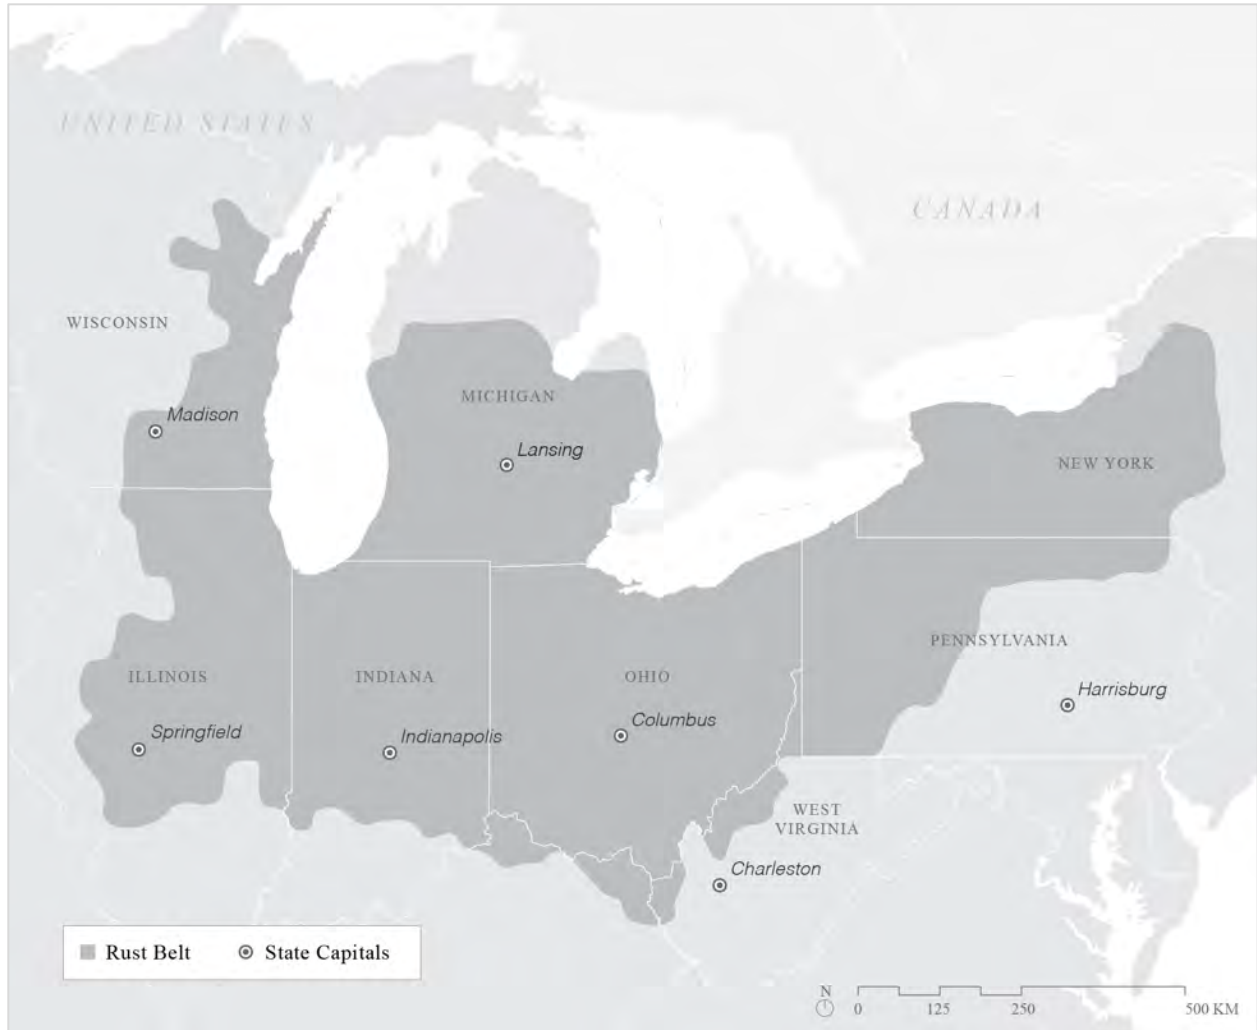 UNITED STATES
CANADA
WISCONSIN
MICHIGAN
Madison
Lansing
NEW YORK
PENNSYLVANIA
ILLINOIS
INDIANA
OHIO
Harrisburg
Springfield
Indianapolis
Columbus
WEST
VIRGINIA
Charleston
Rust Belt
State Capitals
N
0
125
250
500 KM